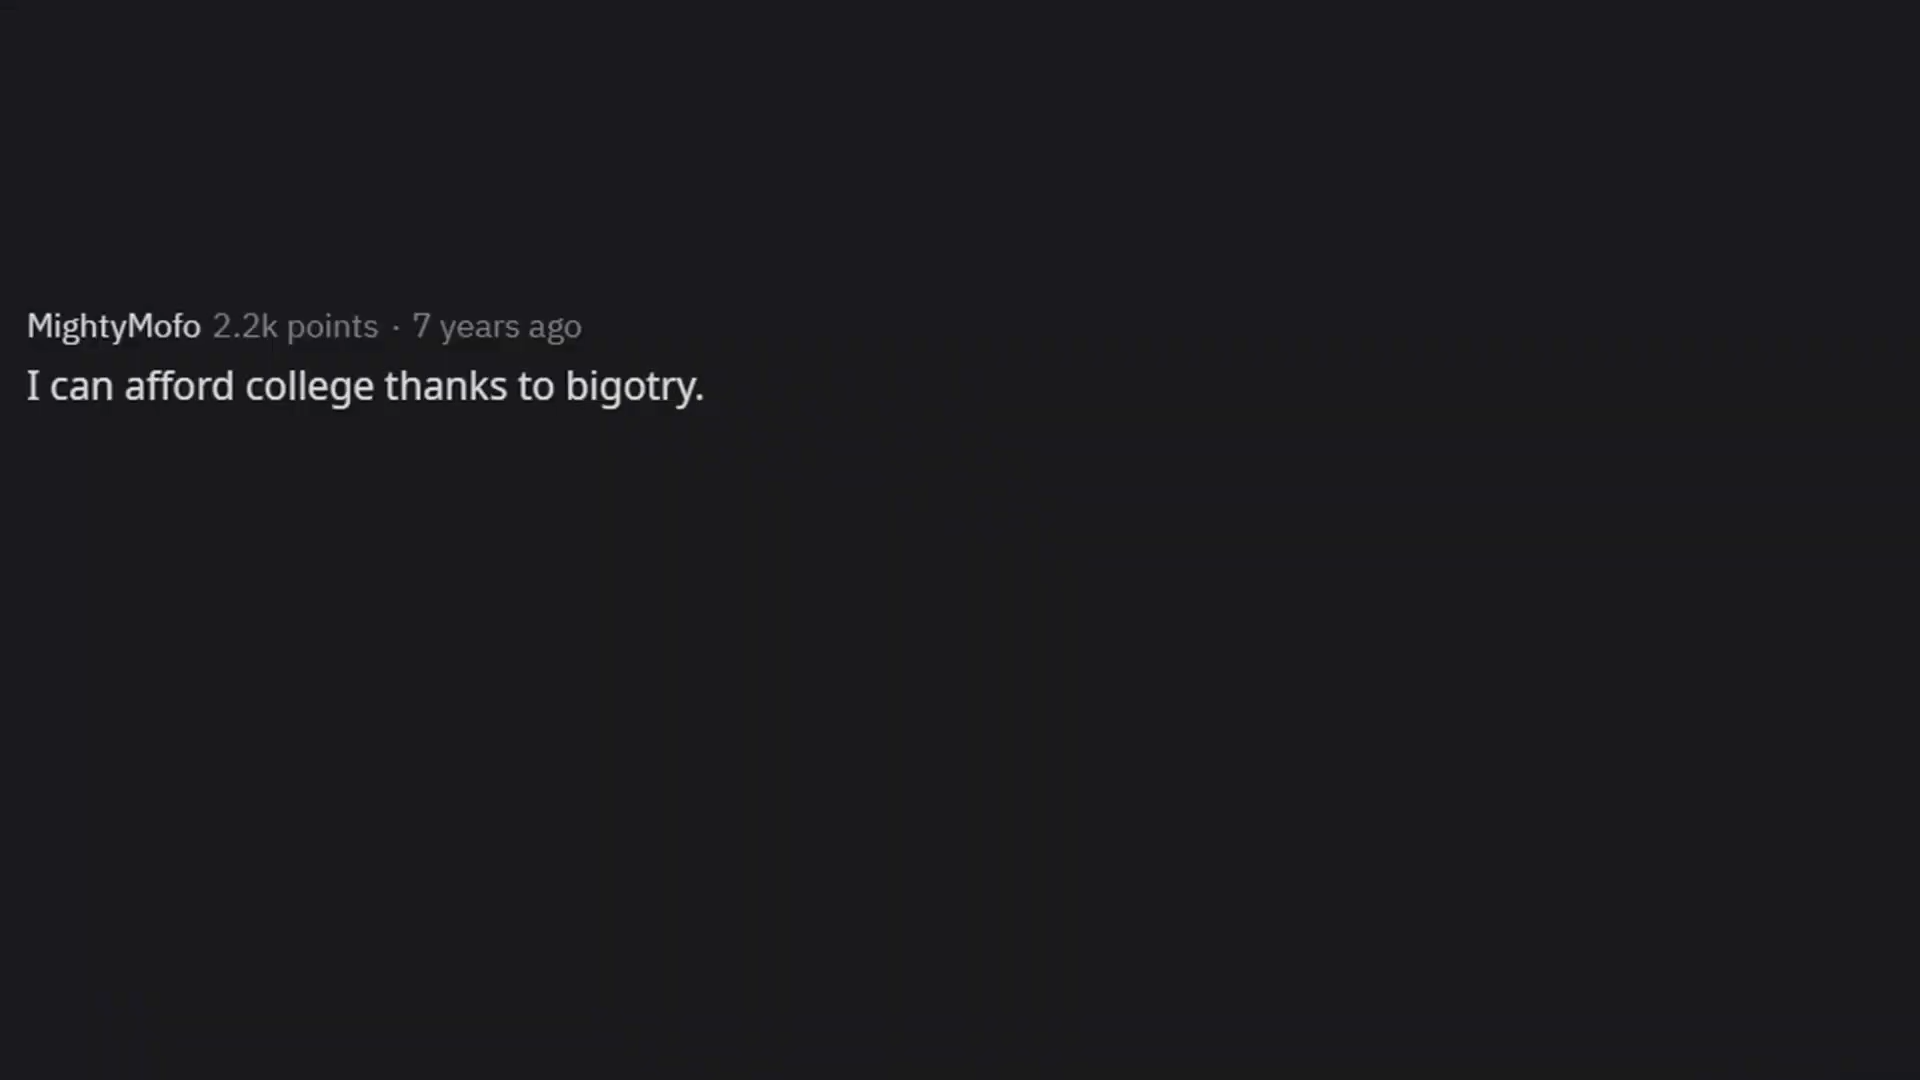 MightyMofo 2.2k points · 7 years ago
I can afford college thanks to bigotry.